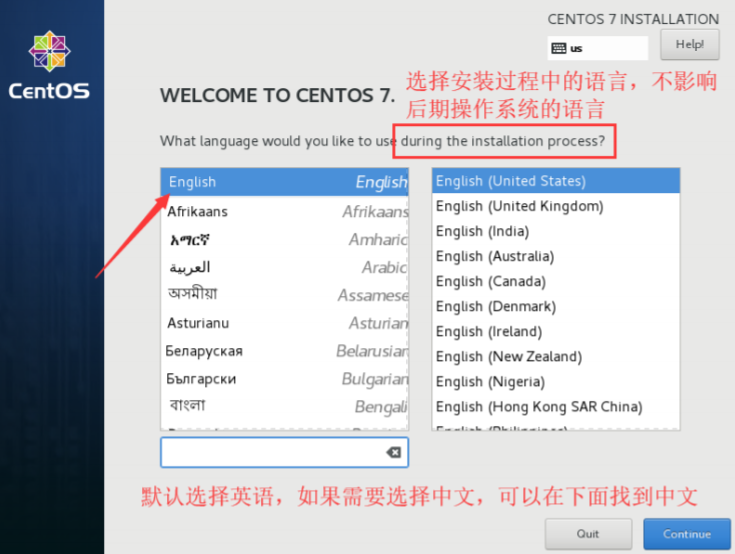 CENTOS 7 INSTALLATION
us
Help!
CentOS
选择安装过程中的语言，不影响
后期操作系统的语言
WELCOME TO CENTOS 7.
What language would you like to use during the installation process?
English English
Afrikaans Afrikaans
አማርኛ Amharic
العربية Arabic
অসমীয়া Assamese
Asturianu Asturian
Беларуская Belarusian
Български Bulgarian
বাংলা Bengali
English (United States)
English (United Kingdom)
English (India)
English (Australia)
English (Canada)
English (Denmark)
English (Ireland)
English (New Zealand)
English (Nigeria)
English (Hong Kong SAR China)
English (Philippines)
默认选择英语，如果需要选择中文，可以在下面找到中文
Quit
Continue